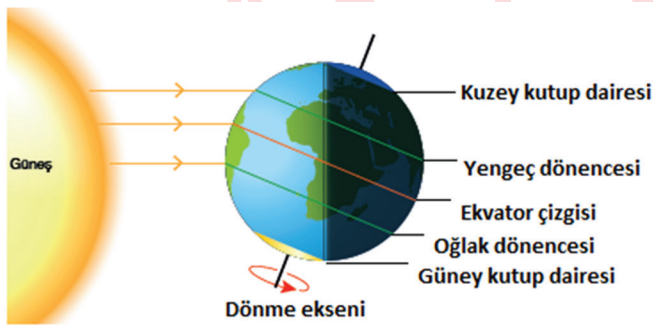 Kuzey kutup dairesi
Güneş
Yengeç dönencesi
Ekvator çizgisi
Oğlak dönencesi
Güney kutup dairesi
Dönme ekseni